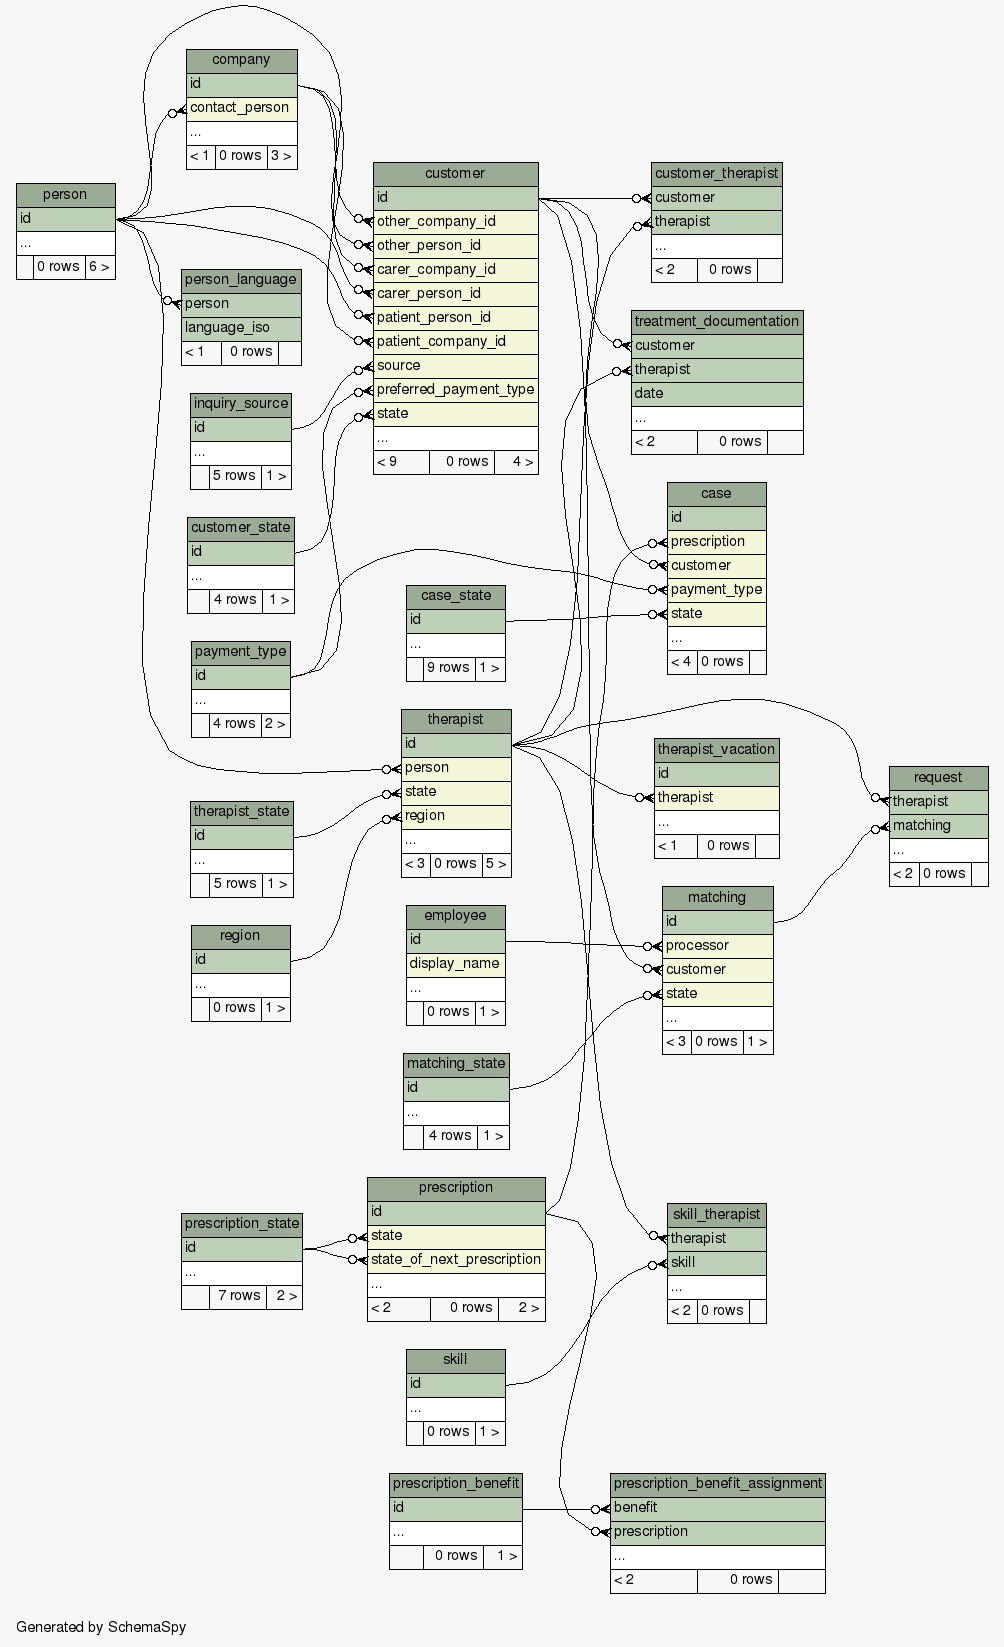 company
id
contact_person
...
< 1 0 rows 3 >
person
id
...
0 rows 6 >
customer
id
other_company_id
other_person_id
carer_company_id
carer_person_id
patient_person_id
patient_company_id
source
preferred_payment_type
state
...
< 9 0 rows 4 >
customer_therapist
customer
therapist
...
< 2 0 rows
person_language
person
language_iso
< 1 0 rows
treatment_documentation
customer
therapist
date
...
< 2 0 rows
inquiry_source
id
...
5 rows 1 >
case
id
prescription
customer
payment_type
state
...
< 4 0 rows
customer_state
id
...
4 rows 1 >
case_state
id
...
9 rows 1 >
payment_type
id
...
4 rows 2 >
therapist
id
person
state
region
...
< 3 0 rows 5 >
therapist_vacation
id
therapist
...
< 1 0 rows
request
therapist
matching
...
< 2 0 rows
therapist_state
id
...
5 rows 1 >
matching
id
processor
customer
state
...
< 3 0 rows 1 >
employee
id
display_name
...
0 rows 1 >
region
id
...
0 rows 1 >
matching_state
id
...
4 rows 1 >
prescription
id
state
state_of_next_prescription
...
< 2 0 rows 2 >
prescription_state
id
...
7 rows 2 >
skill_therapist
therapist
skill
...
< 2 0 rows
skill
id
...
0 rows 1 >
prescription_benefit
id
...
0 rows 1 >
prescription_benefit_assignment
benefit
prescription
...
< 2 0 rows
Generated by SchemaSpy